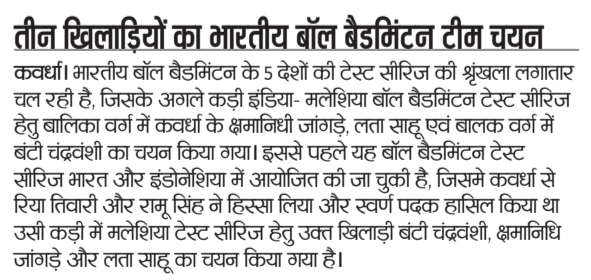 तीन खिलाड़ियों का भारतीय बॉल बैडमिंटन टीम चयन
कवर्धा। भारतीय बॉल बैडमिंटन के 5 देशों की टेस्ट सीरिज की श्रृंखला लगातार
चल रही है, जिसके अगले कड़ी इंडिया- मलेशिया बॉल बैडमिंटन टेस्ट सीरिज
हेतु बालिका वर्ग में कवर्धा के क्षमानिधी जांगड़े, लता साहू एवं बालक वर्ग में
बंटी चंद्रवंशी का चयन किया गया। इससे पहले यह बॉल बैडमिंटन टेस्ट
सीरिज भारत और इंडोनेशिया में आयोजित की जा चुकी है, जिसमे कवर्धा से
रिया तिवारी और रामू सिंह ने हिस्सा लिया और स्वर्ण पदक हासिल किया था
उसी कड़ी में मलेशिया टेस्ट सीरिज हेतु उक्त खिलाड़ी बंटी चंद्रवंशी, क्षमानिधि
जांगड़े और लता साहू का चयन किया गया है।